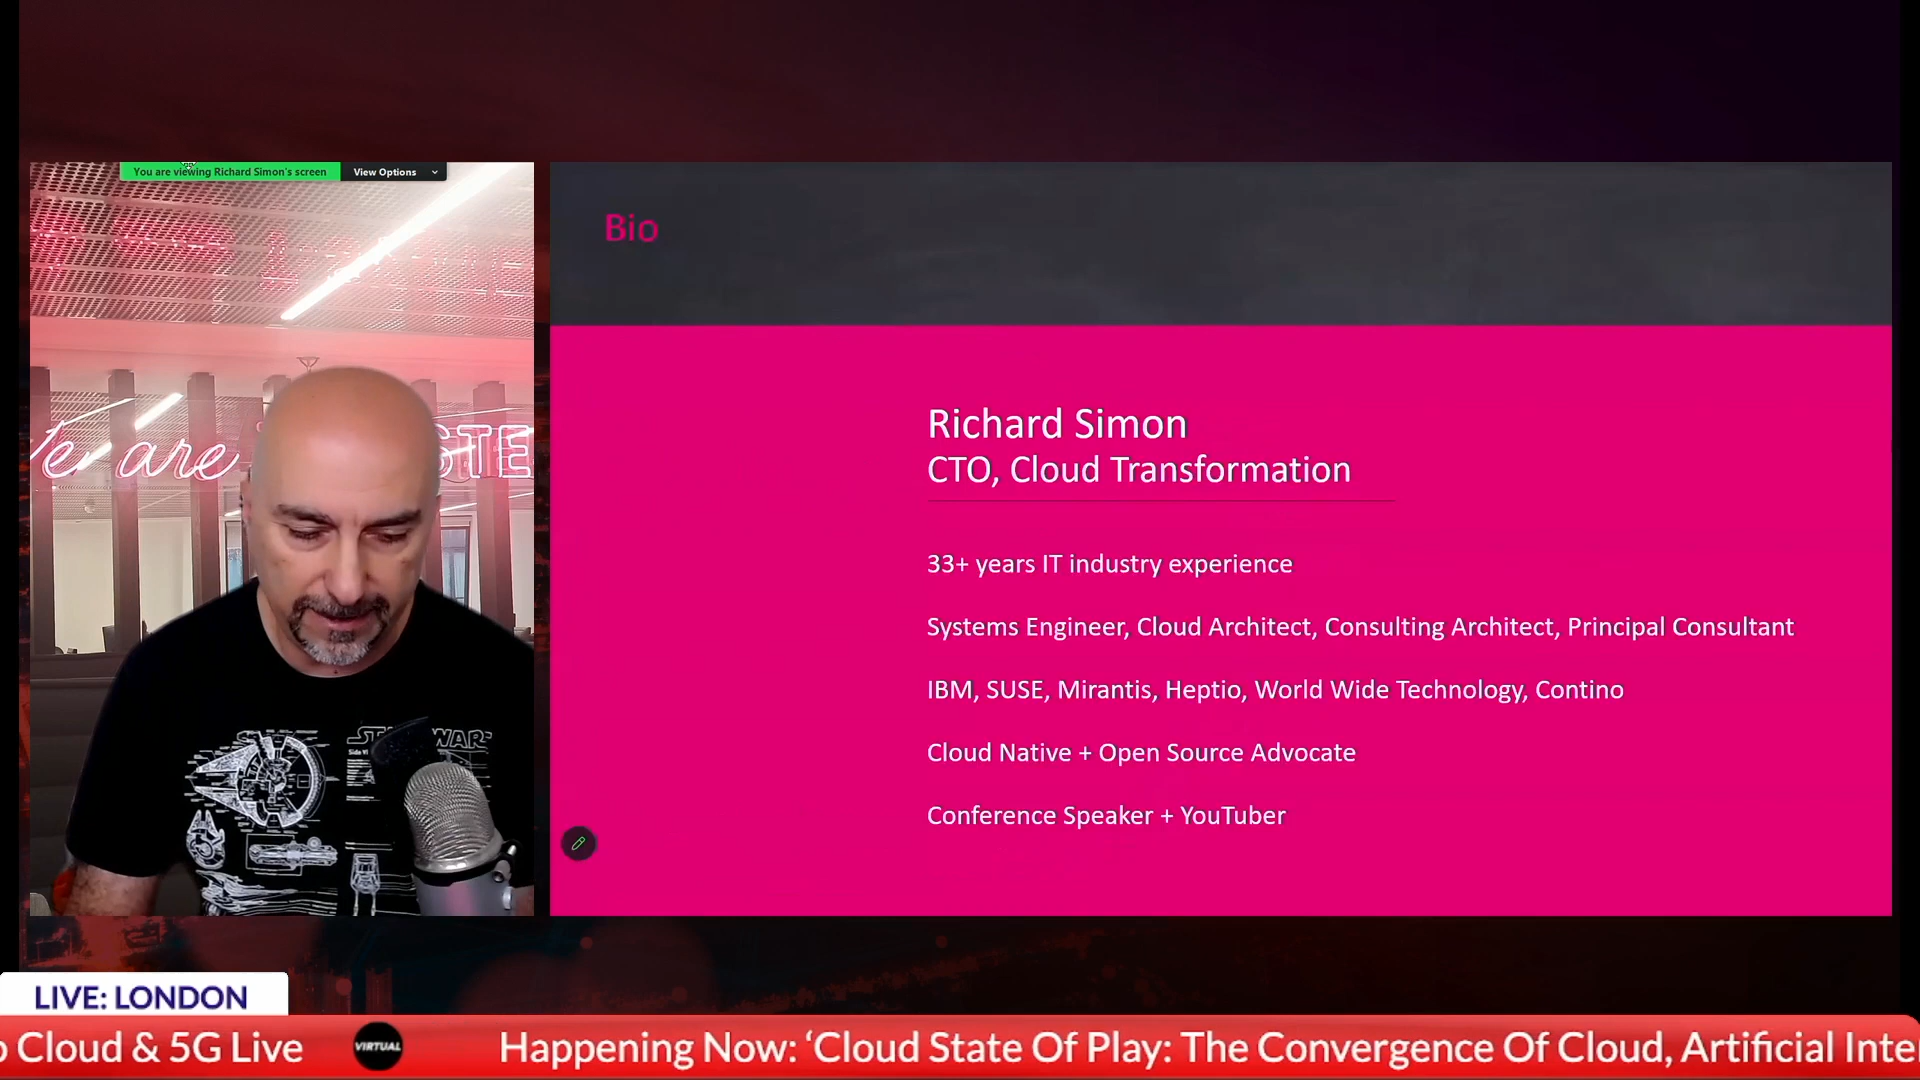 You are viewing Richard Simon's screen
View Options
Bio
We are
STE
Richard Simon
CTO, Cloud Transformation
33+ years IT industry experience
Systems Engineer, Cloud Architect, Consulting Architect, Principal Consultant
IBM, SUSE, Mirantis, Heptio, World Wide Technology, Contino
Cloud Native + Open Source Advocate
Conference Speaker + YouTuber
LIVE: LONDON
o Cloud & 5G Live
VIRTUAL
Happening Now: ‘Cloud State Of Play: The Convergence Of Cloud, Artificial Inte